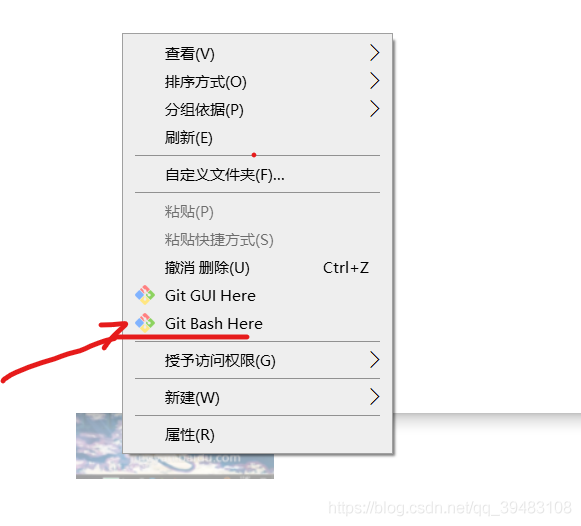 查看(V)
排序方式(O)
分组依据(P)
刷新(E)
自定义文件夹(F)...
粘贴(P)
粘贴快捷方式(S)
撤消 删除(U) Ctrl+Z
Git GUI Here
Git Bash Here
授予访问权限(G)
新建(W)
属性(R)
https://blog.csdn.net/qq_39483108